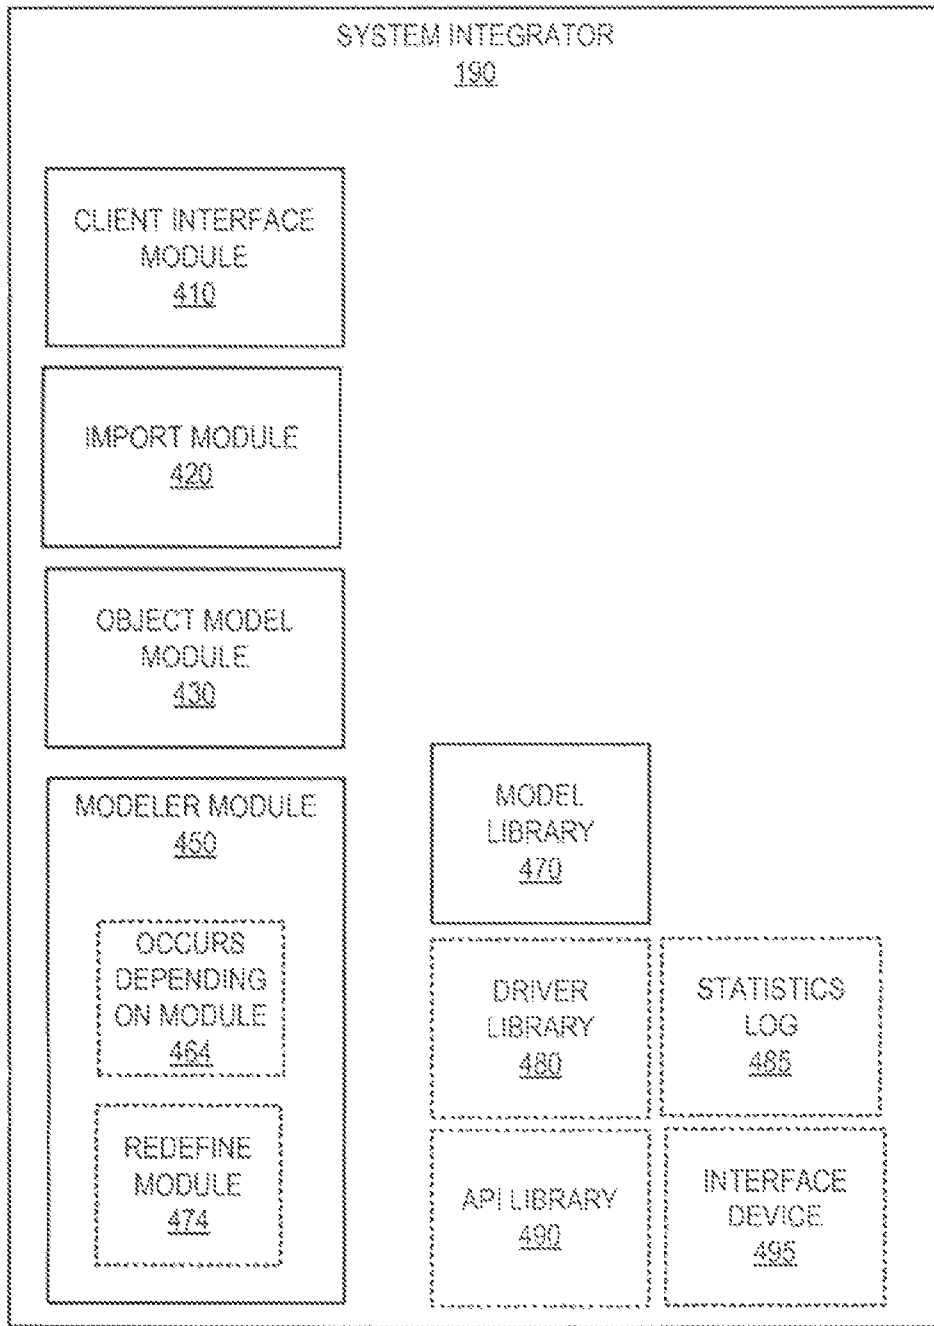 SYSTEM INTEGRATOR
190
CLIENT INTERFACE
MODULE
410
IMPORT MODULE
420
OBJECT MODEL
MODULE
430
MODELER MODULE
450
OCCURS
DEPENDING
ON MODULE
464
REDEFINE
MODULE
474
MODEL
LIBRARY
470
DRIVER
LIBRARY
480
STATISTICS
LOG
485
API LIBRARY
490
INTERFACE
DEVICE
495